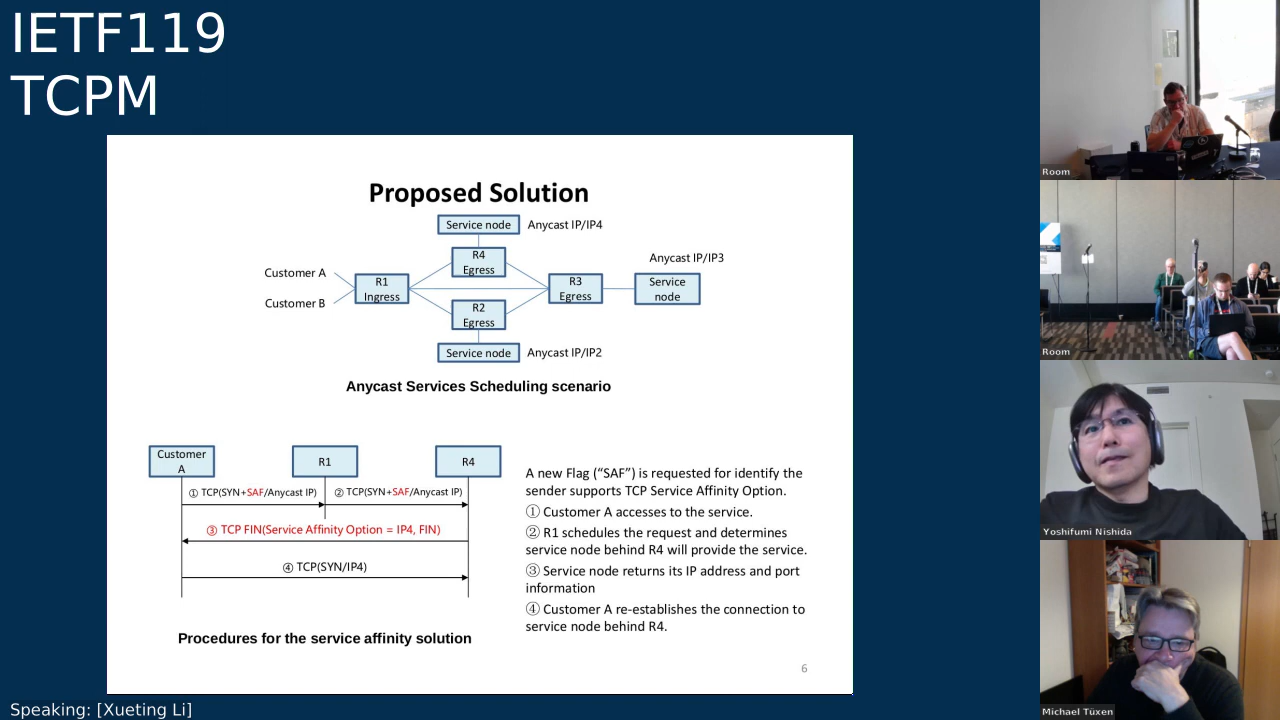 IETF119
TCPM
Proposed Solution
Service node
Anycast IP/IP4
R4
Egress
Anycast IP/IP3
Customer A
R1
Ingress
R3
Egress
Service
node
Customer B
R2
Egress
Service node
Anycast IP/IP2
Anycast Services Scheduling scenario
Customer
A
R1
R4
① TCP(SYN+SAF/Anycast IP)
② TCP(SYN+SAF/Anycast IP)
③ TCP FIN(Service Affinity Option = IP4, FIN)
④ TCP(SYN/IP4)
Procedures for the service affinity solution
A new Flag (“SAF”) is requested for identify the
sender supports TCP Service Affinity Option.
① Customer A accesses to the service.
② R1 schedules the request and determines
service node behind R4 will provide the service.
③ Service node returns its IP address and port
information
④ Customer A re-establishes the connection to
service node behind R4.
6
Speaking: [Xueting Li]
Room
Room
Yoshifumi Nishida
Michael Tüxen